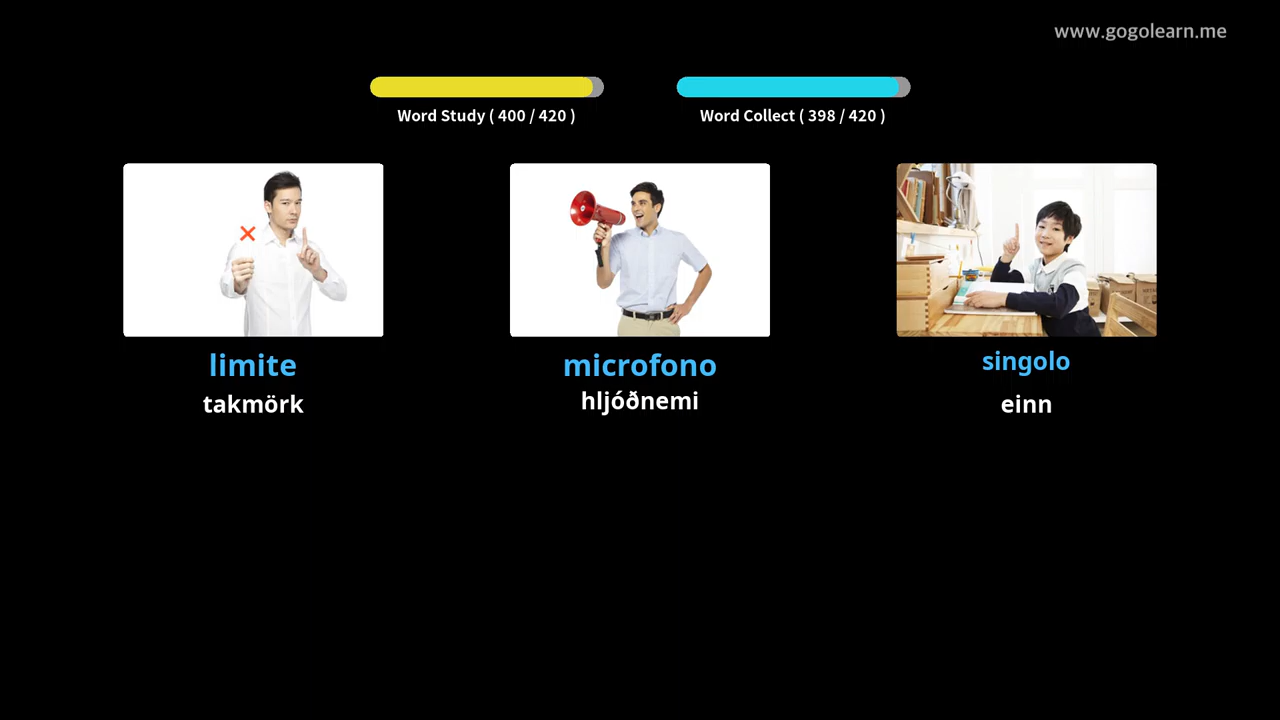 www.gogolearn.me
Word Study ( 400 / 420 )
Word Collect ( 398 / 420 )
limite
takmörk
microfono
hljóðnemi
singolo
einn